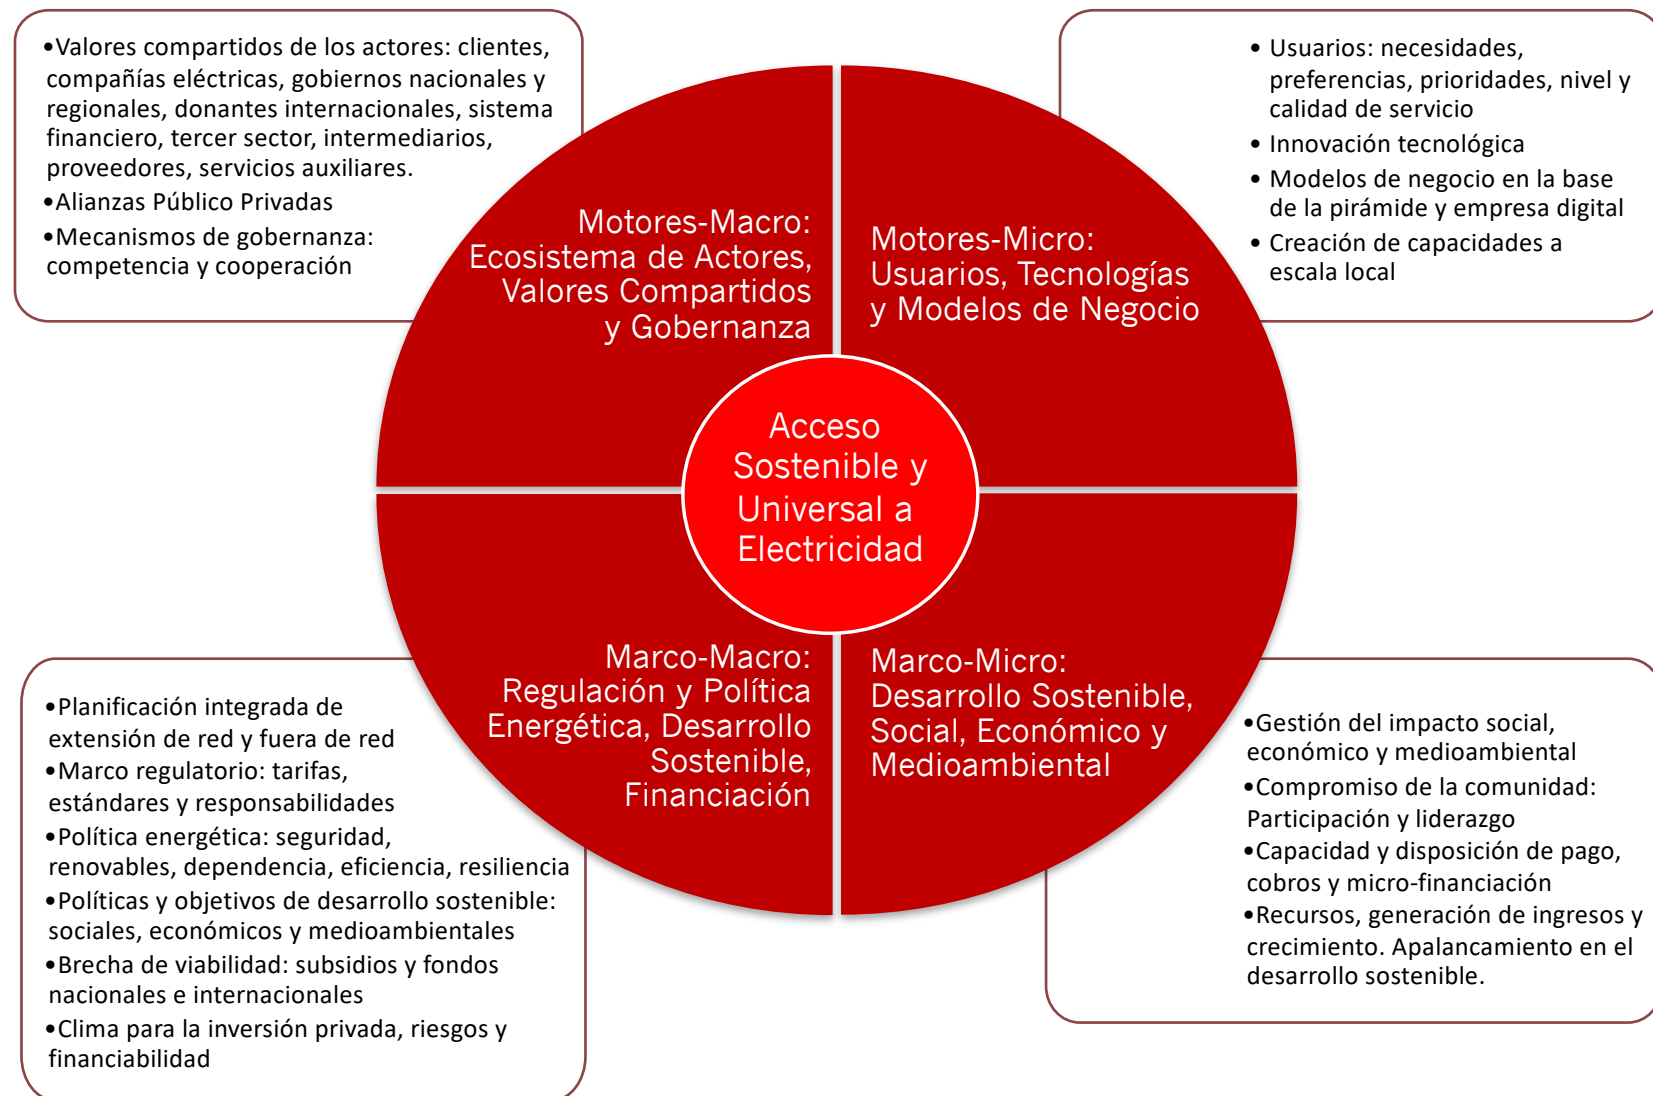 •Valores compartidos de los actores: clientes,
compañías eléctricas, gobiernos nacionales y
regionales, donantes internacionales, sistema
financiero, tercer sector, intermediarios,
proveedores, servicios auxiliares.
•Alianzas Público Privadas
•Mecanismos de gobernanza:
competencia y cooperación
Motores-Macro:
Ecosistema de Actores,
Valores Compartidos
y Gobernanza
Motores-Micro:
Usuarios, Tecnologías
y Modelos de Negocio
• Usuarios: necesidades,
preferencias, prioridades, nivel y
calidad de servicio
• Innovación tecnológica
• Modelos de negocio en la base
de la pirámide y empresa digital
• Creación de capacidades a
escala local
Acceso
Sostenible y
Universal a
Electricidad
•Planificación integrada de
extensión de red y fuera de red
•Marco regulatorio: tarifas,
estándares y responsabilidades
•Política energética: seguridad,
renovables, dependencia, eficiencia, resiliencia
•Políticas y objetivos de desarrollo sostenible:
sociales, económicos y medioambientales
•Brecha de viabilidad: subsidios y fondos
nacionales e internacionales
•Clima para la inversión privada, riesgos y
financiabilidad
Marco-Macro:
Regulación y Política
Energética, Desarrollo
Sostenible,
Financiación
Marco-Micro:
Desarrollo Sostenible,
Social, Económico y
Medioambiental
•Gestión del impacto social,
económico y medioambiental
•Compromiso de la comunidad:
Participación y liderazgo
•Capacidad y disposición de pago,
cobros y micro-financiación
•Recursos, generación de ingresos y
crecimiento. Apalancamiento en el
desarrollo sostenible.